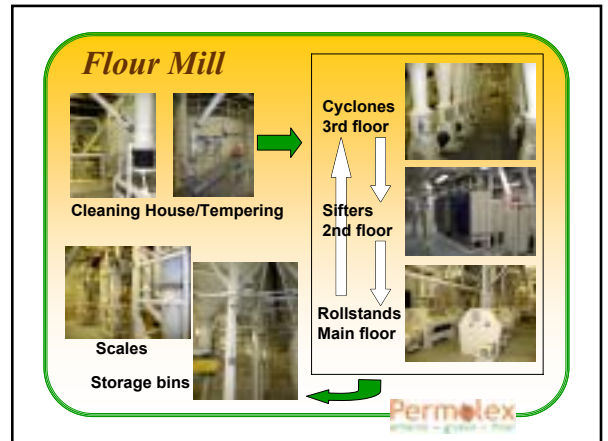 Flour Mill
Cleaning House/Tempering
Cyclones
3rd floor
Sifters
2nd floor
Rollstands
Main floor
Scales
Storage bins
Permolex